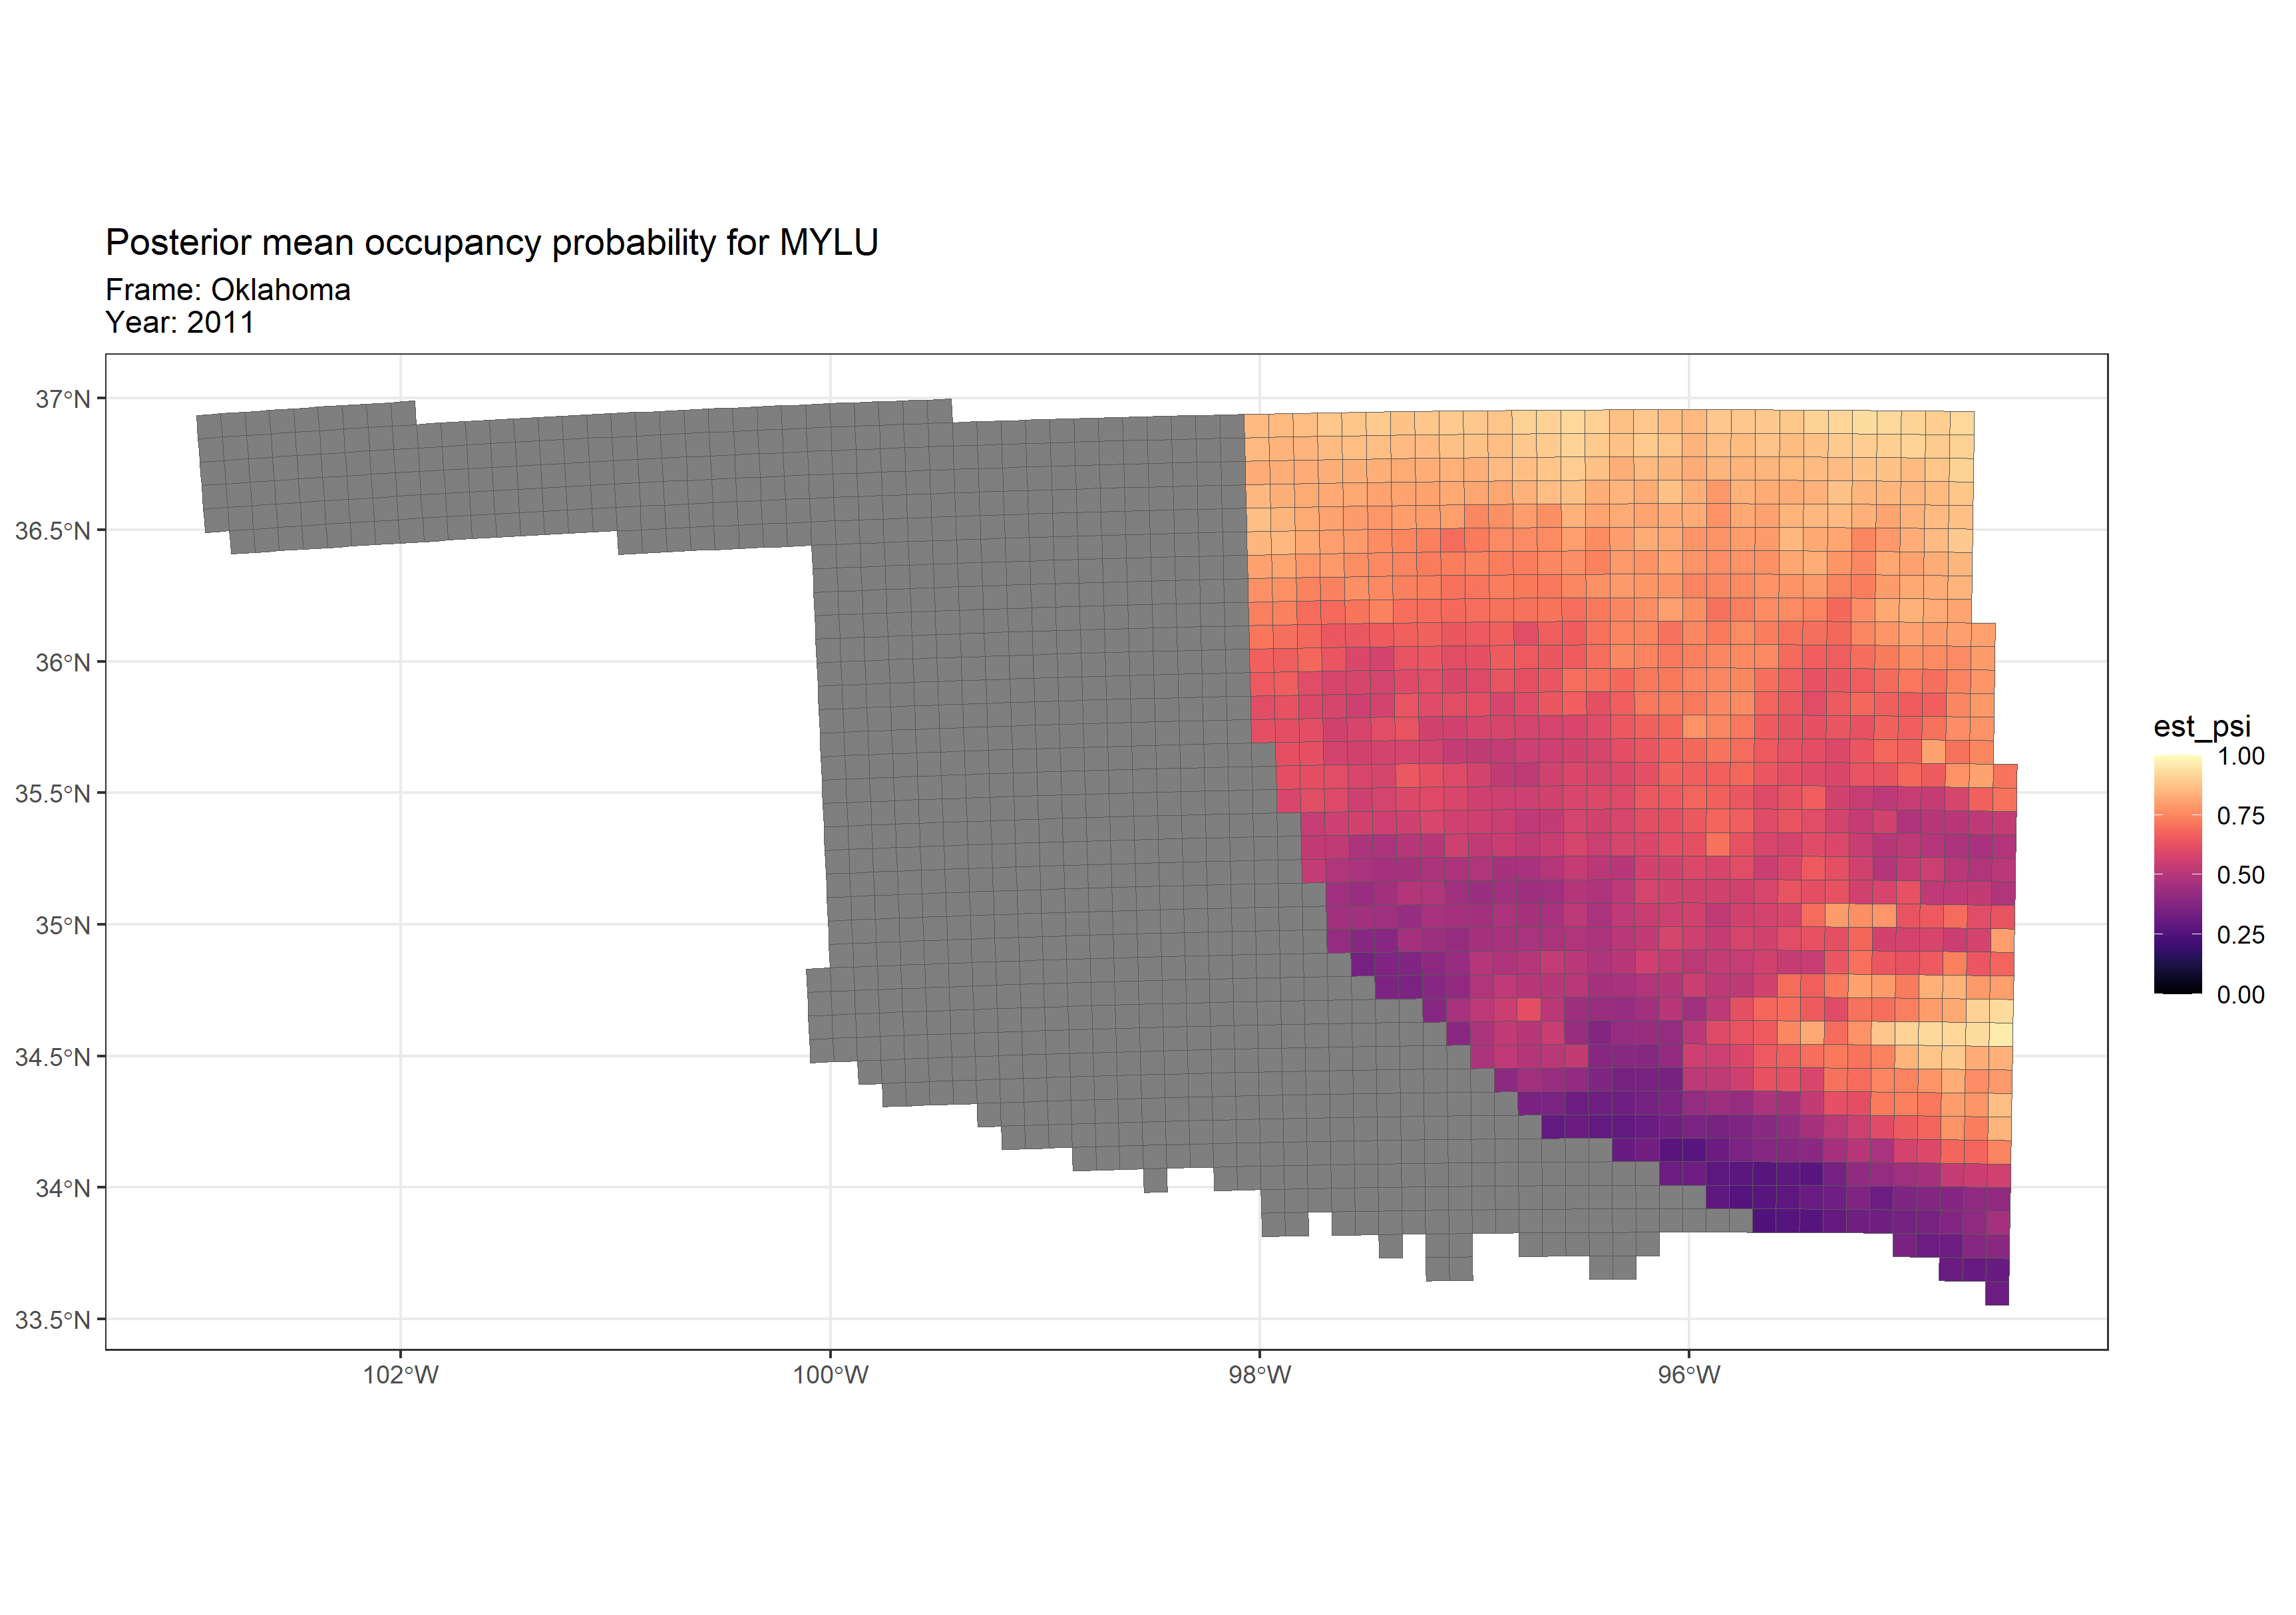 Posterior mean occupancy probability for MYLU
Frame: Oklahoma
Year: 2011
37°N
36.5°N
36°N
35.5°N
35°N
34.5°N
34°N
33.5°N
102°W
100°W
98°W
96°W
est_psi
1.00
0.75
0.50
0.25
0.00